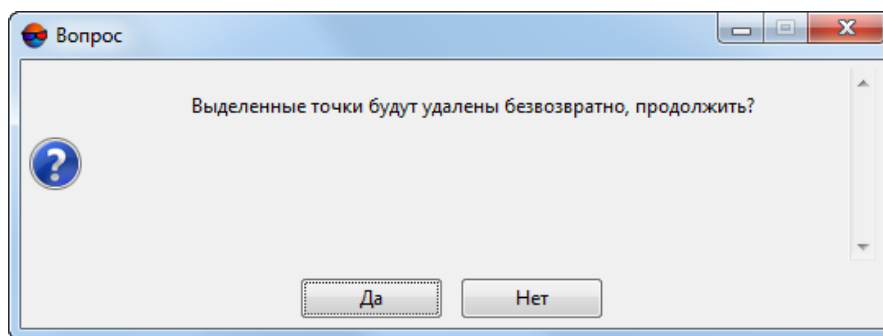 Вопрос
Выделенные точки будут удалены безвозвратно, продолжить?
Да
Нет